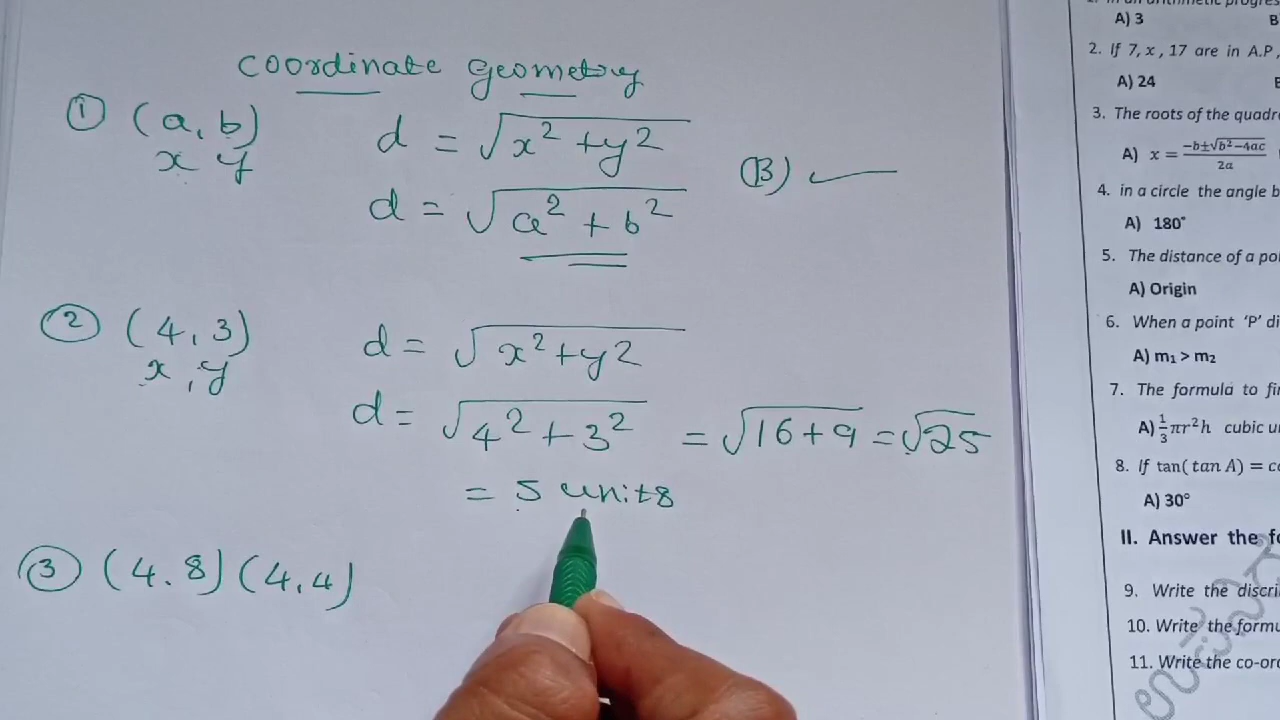 coordinate geometry
① (a, b) d = √x² + y²
x y
d = √a² + b² (B)
② (4, 3) d = √x² + y²
x, y
d = √4² + 3² = √16+9 = √25
= 5 units
③ (4.8) (4,4)
A) 3 B
2. If 7, x , 17 are in A.P,
A) 24
3. The roots of the quadr
A) x = −b±√b²−4ac / 2a
4. in a circle the angle b
A) 180°
5. The distance of a po
A) Origin
6. When a point 'P' di
A) m₁ > m₂
7. The formula to fi
A) 1/3 πr²h cubic u
8. If tan( tan A) = c
A) 30°
II. Answer the f
9. Write the discri
10. Write the formu
11. Write the co-or